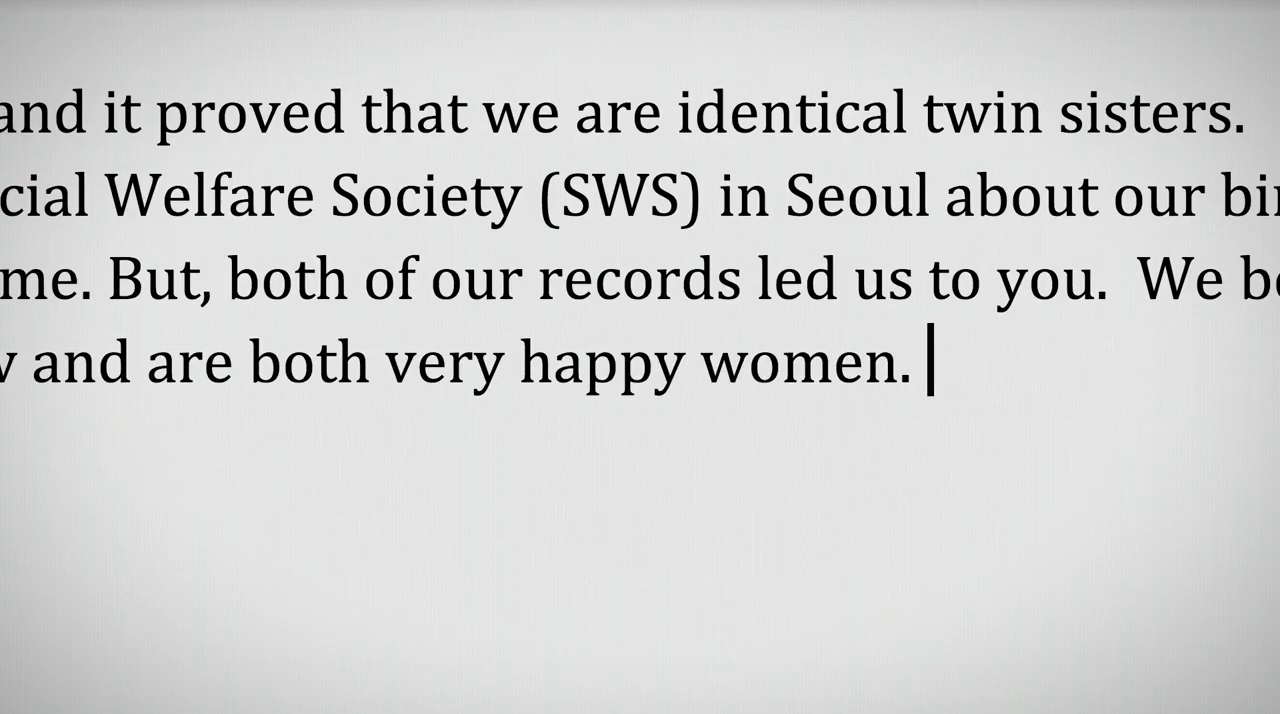 and it proved that we are identical twin sisters.
cial Welfare Society (SWS) in Seoul about our
me. But, both of our records led us to you.  We
and are both very happy women.